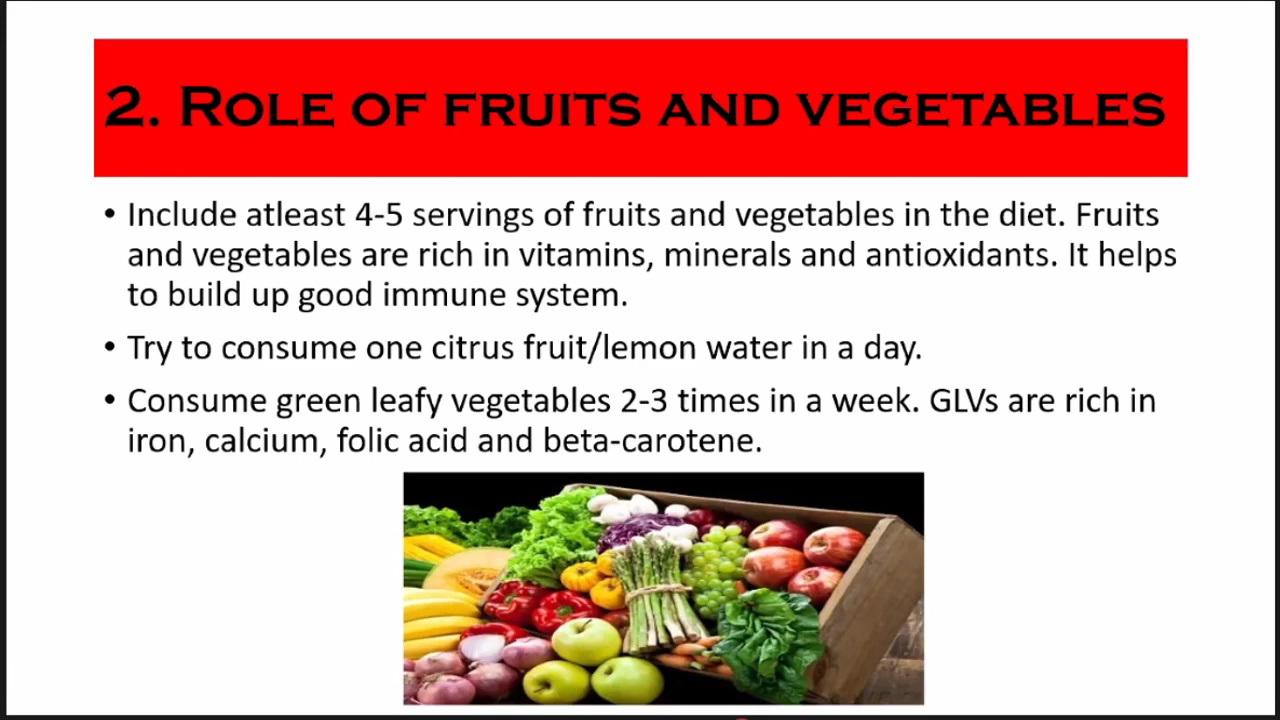 2. ROLE OF FRUITS AND VEGETABLES
• Include atleast 4-5 servings of fruits and vegetables in the diet. Fruits
and vegetables are rich in vitamins, minerals and antioxidants. It helps
to build up good immune system.
• Try to consume one citrus fruit/lemon water in a day.
• Consume green leafy vegetables 2-3 times in a week. GLVs are rich in
iron, calcium, folic acid and beta-carotene.